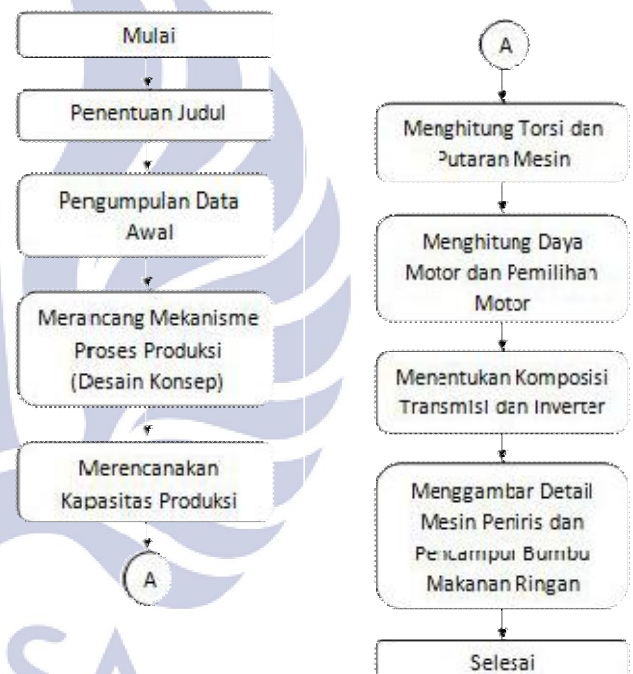 Mulai
Penentuan Judul
Pengumpulan Data
Awal
Merancang Mekanisme
Proses Produksi
(Desain Konsep)
Merencanakan
Kapasitas Produksi
A
A
Menghitung Torsi dan
Putaran Mesin
Menghitung Daya
Motor dan Pemilihan
Motor
Menentukan Komposisi
Transmisi dan Inverter
Menggambar Detail
Mesin Peniris dan
Pencampur Bumbu
Makanan Ringan
Selesai
SA